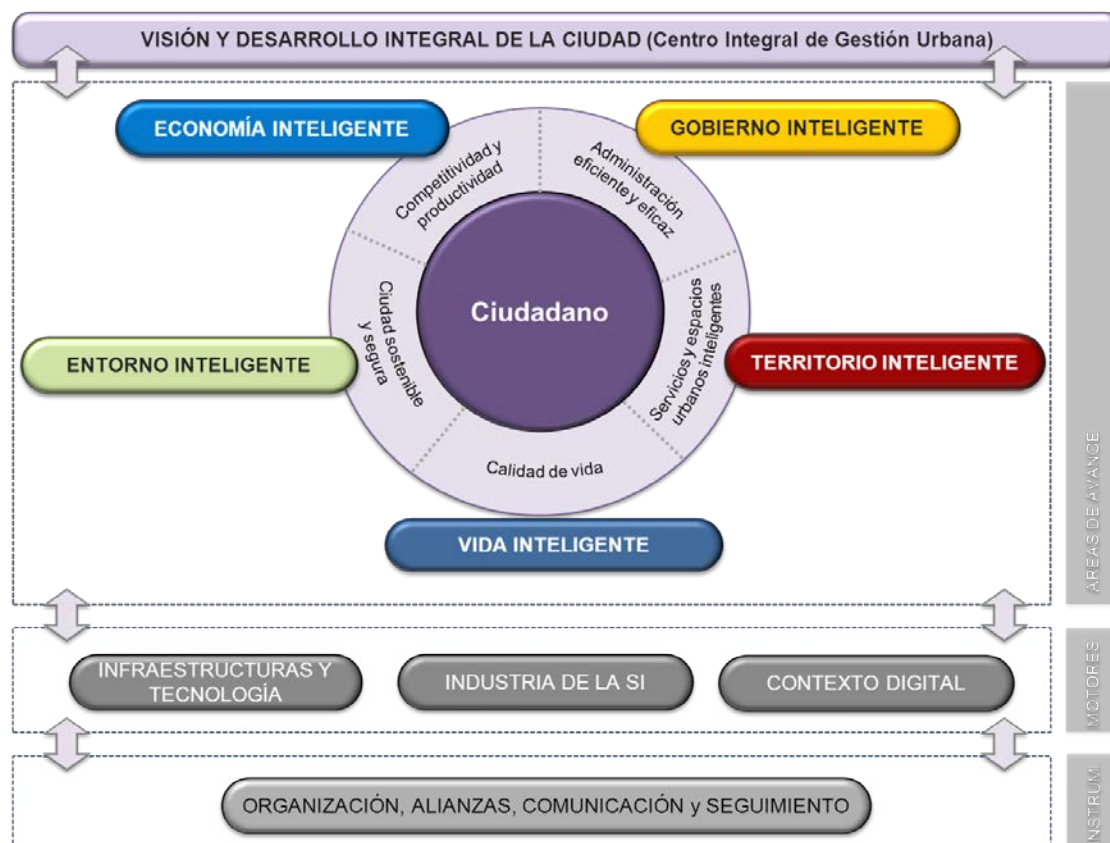 VISIÓN Y DESARROLLO INTEGRAL DE LA CIUDAD (Centro Integral de Gestión Urbana)
ECONOMÍA INTELIGENTE
GOBIERNO INTELIGENTE
Competitividad y
productividad
Administración
eficiente y eficaz
Ciudadano
Ciudad sostenible
y segura
Servicios y espacios
urbanos inteligentes
ENTORNO INTELIGENTE
TERRITORIO INTELIGENTE
Calidad de vida
VIDA INTELIGENTE
AREAS DE AVANCE
INFRAESTRUCTURAS Y
TECNOLOGÍA
INDUSTRIA DE LA SI
CONTEXTO DIGITAL
MOTORES
ORGANIZACIÓN, ALIANZAS, COMUNICACIÓN y SEGUIMIENTO
INSTRUM.